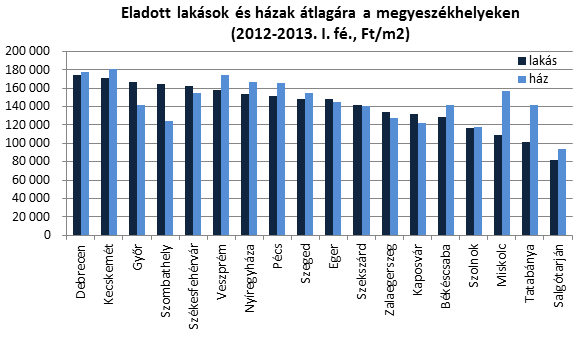 Eladott lakások és házak átlagára a megyeszékhelyeken
(2012-2013. I. fé., Ft/m2)
200 000
180 000
160 000
140 000
120 000
100 000
80 000
60 000
40 000
20 000
0
lakás
ház
Debrecen
Kecskemét
Győr
Szombathely
Székesfehérvár
Veszprém
Nyíregyháza
Pécs
Szeged
Eger
Szekszárd
Zalaegerszeg
Kaposvár
Békéscsaba
Szolnok
Miskolc
Tatabánya
Salgótarján